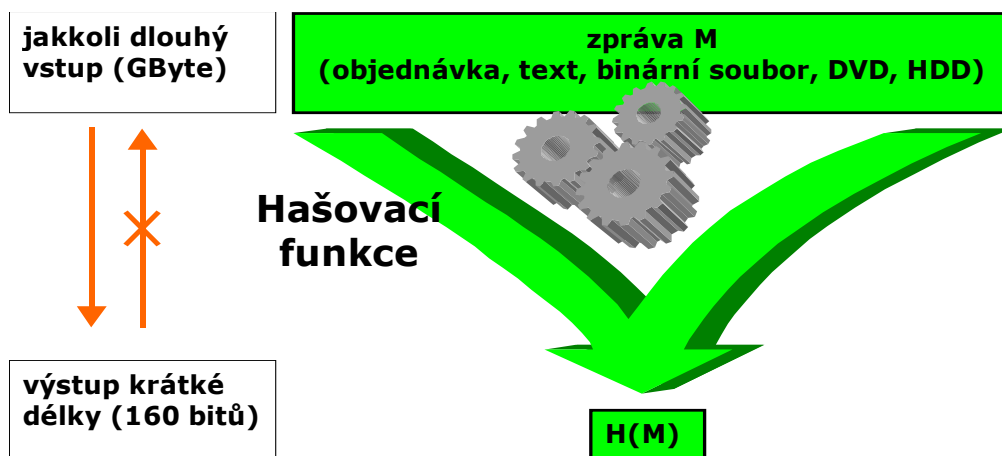 jakkoli dlouhý
vstup (GByte)
zpráva M
(objednávka, text, binární soubor, DVD, HDD)
Hašovací
funkce
výstup krátké
délky (160 bitů)
H(M)